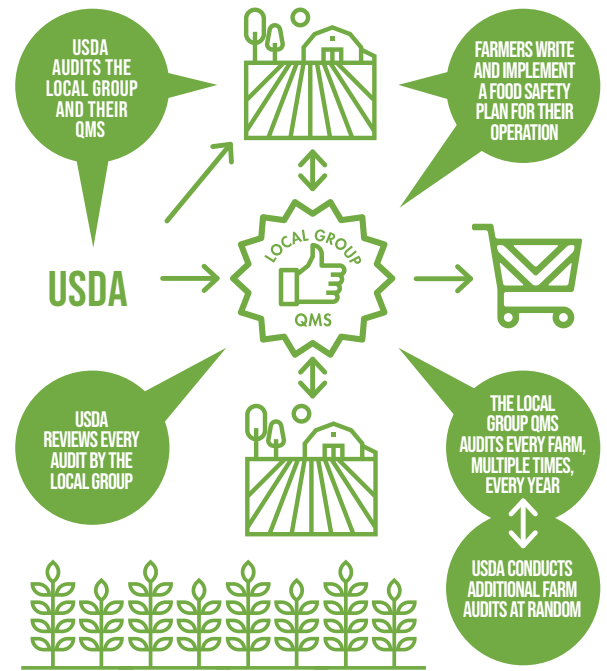 USDA
AUDITS THE
LOCAL GROUP
AND THEIR
QMS
FARMERS WRITE
AND IMPLEMENT
A FOOD SAFETY
PLAN FOR THEIR
OPERATION
USDA
LOCAL GROUP
QMS
USDA
REVIEWS EVERY
AUDIT BY THE
LOCAL GROUP
THE LOCAL
GROUP QMS
AUDITS EVERY FARM,
MULTIPLE TIMES,
EVERY YEAR
USDA CONDUCTS
ADDITIONAL FARM
AUDITS AT RANDOM